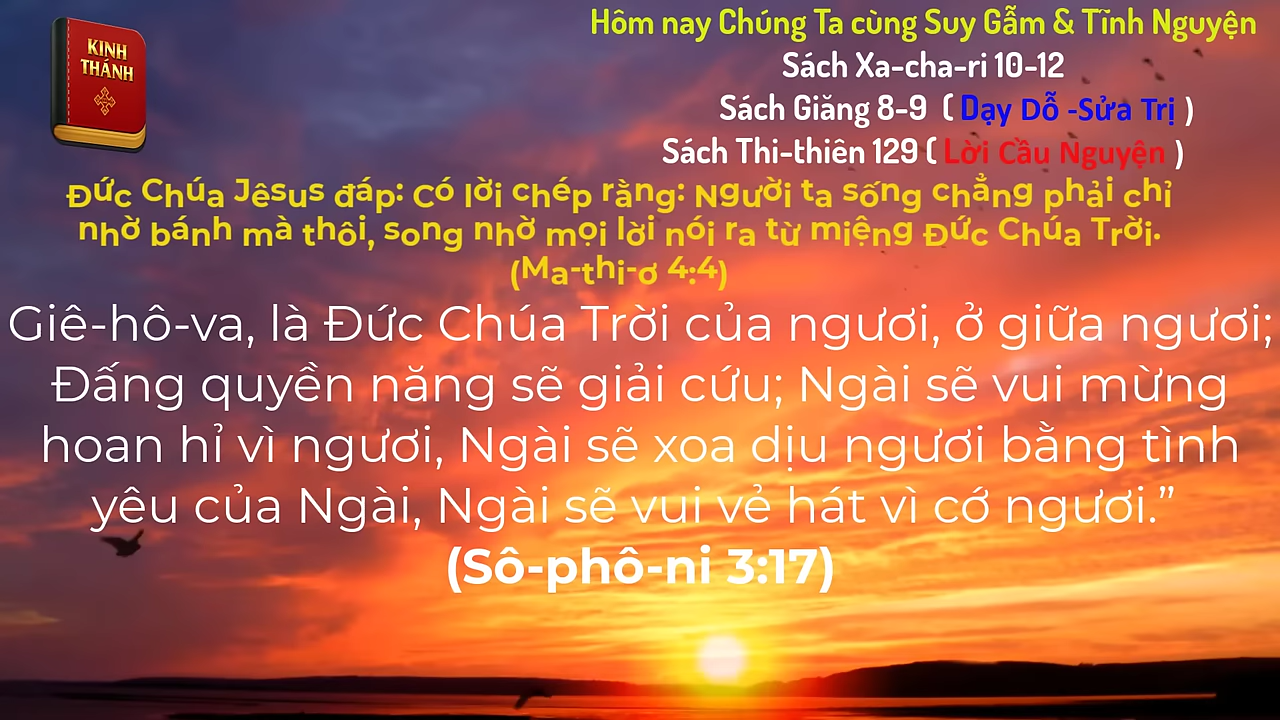 KINH
THÁNH
Hôm nay Chúng Ta cùng Suy Gẫm & Tĩnh Nguyện
Sách Xa-cha-ri 10-12
Sách Giăng 8-9 ( Dạy Dỗ -Sửa Trị )
Sách Thi-thiên 129 ( Lời Cầu Nguyện )
Đức Chúa Jêsus đáp: Có lời chép rằng: Người ta sống chẳng phải chỉ
nhờ bánh mà thôi, song nhờ mọi lời nói ra từ miệng Đức Chúa Trời.
(Ma-thi-ơ 4:4)
Giê-hô-va, là Đức Chúa Trời của ngươi, ở giữa ngươi;
Đấng quyền năng sẽ giải cứu; Ngài sẽ vui mừng
hoan hỉ vì ngươi, Ngài sẽ xoa dịu ngươi bằng tình
yêu của Ngài, Ngài sẽ vui vẻ hát vì cớ ngươi.”
(Sô-phô-ni 3:17)